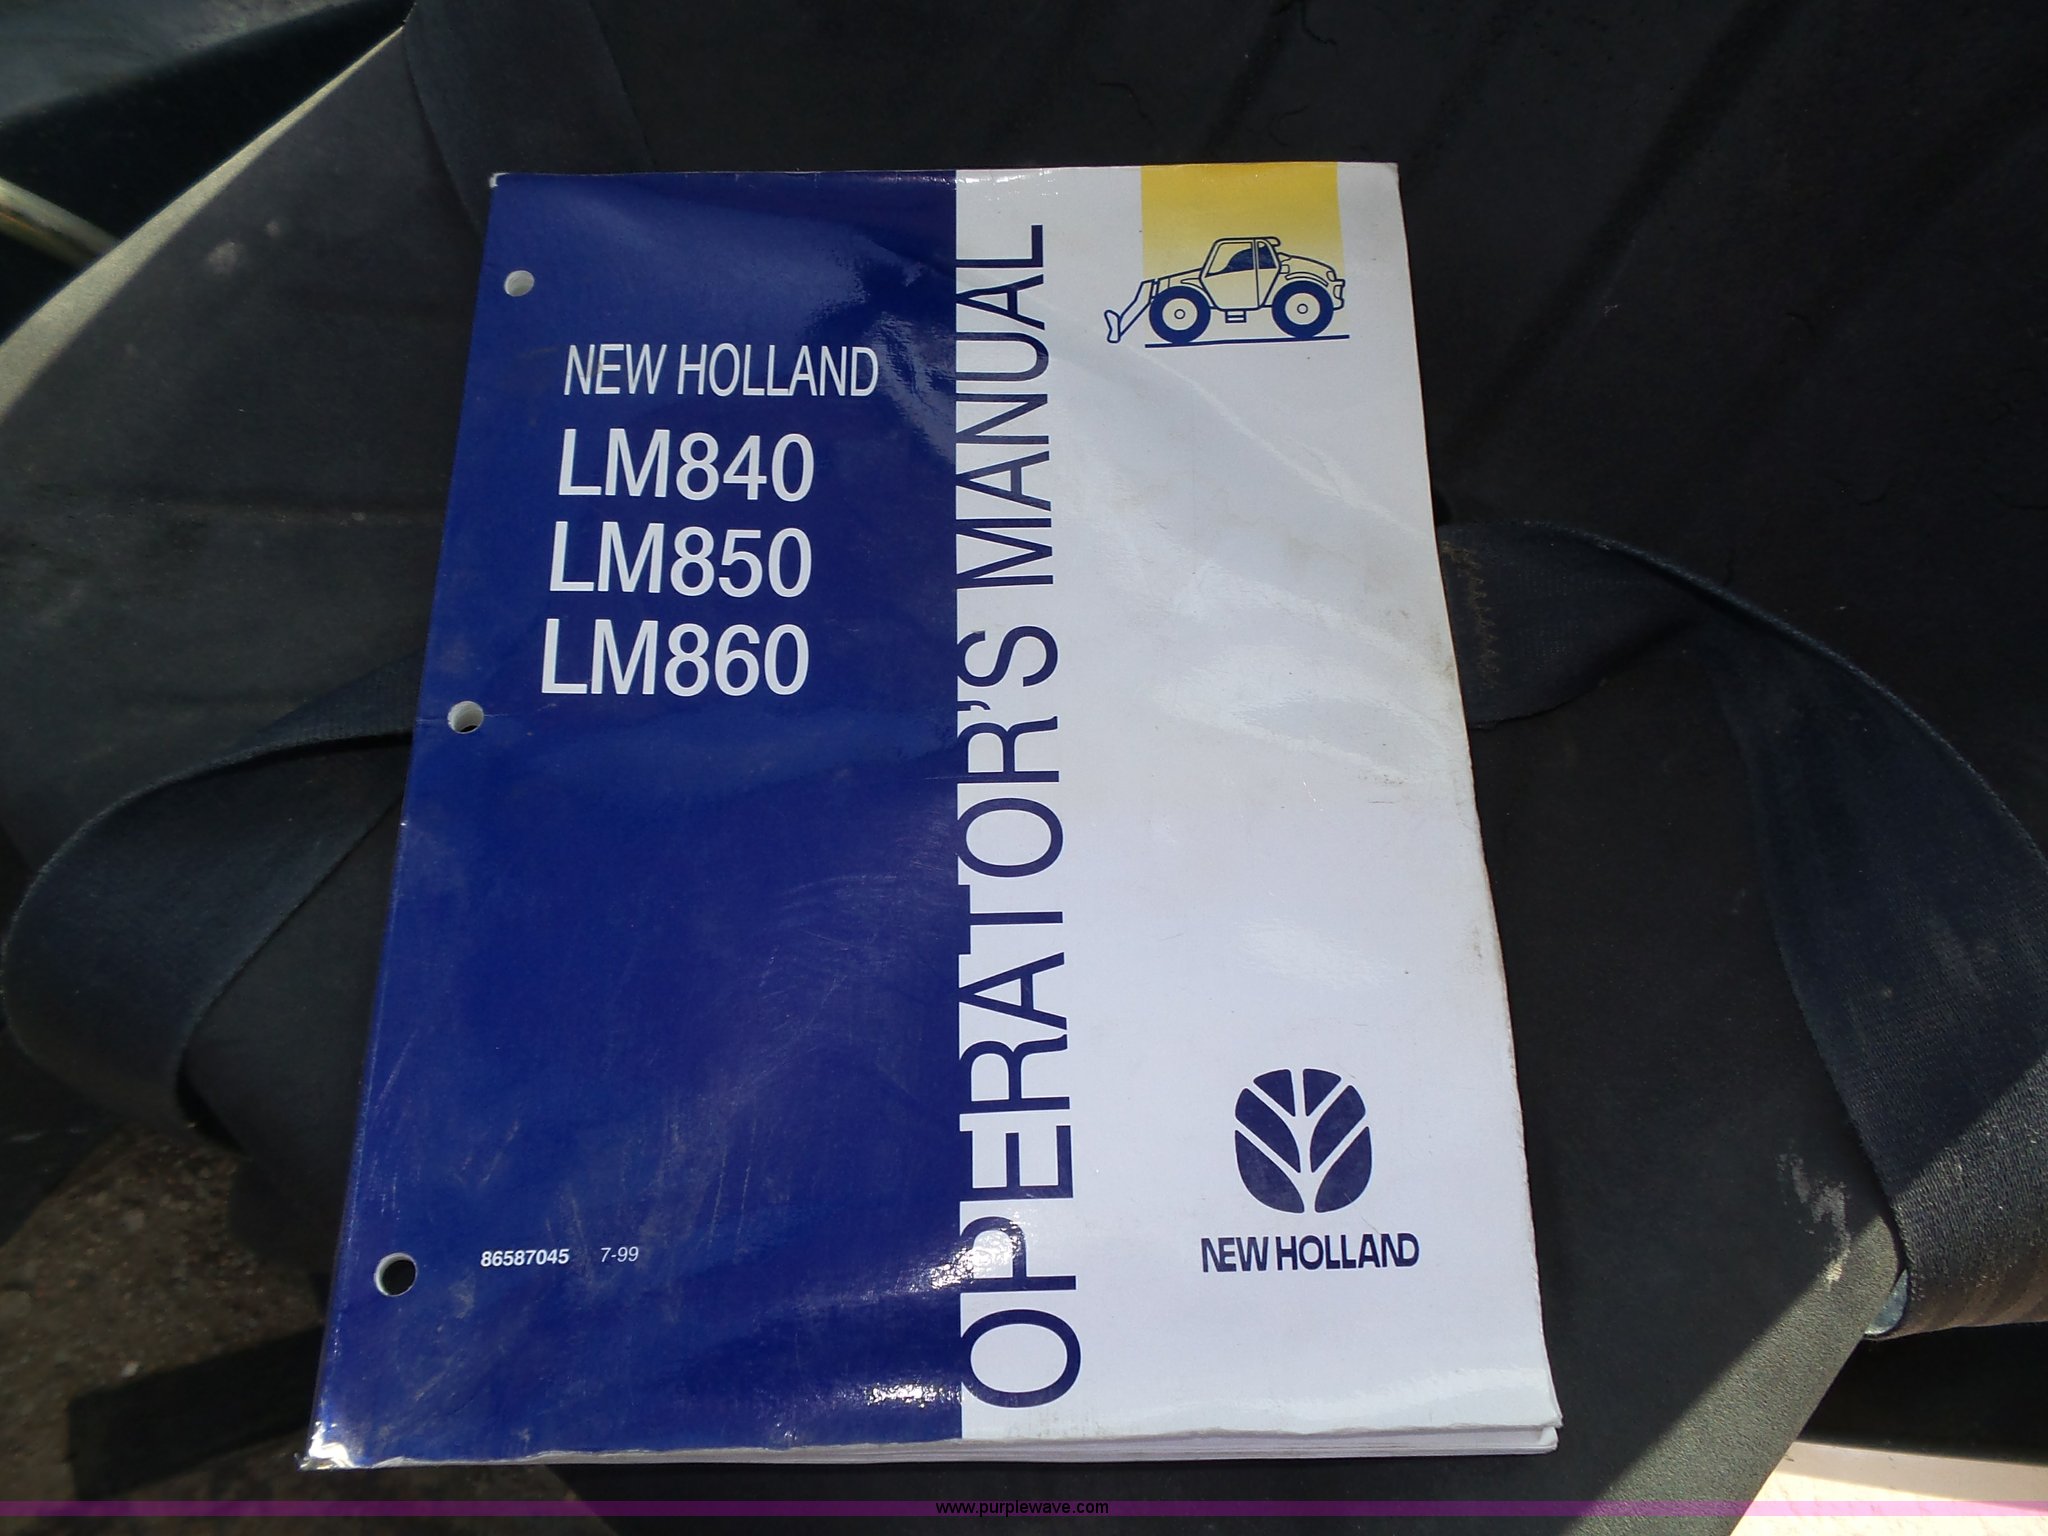 NEW HOLLAND
LM840
LM850
LM860
OPERATOR'S MANUAL
86587045 7-99
NEW HOLLAND
www.purplewave.com